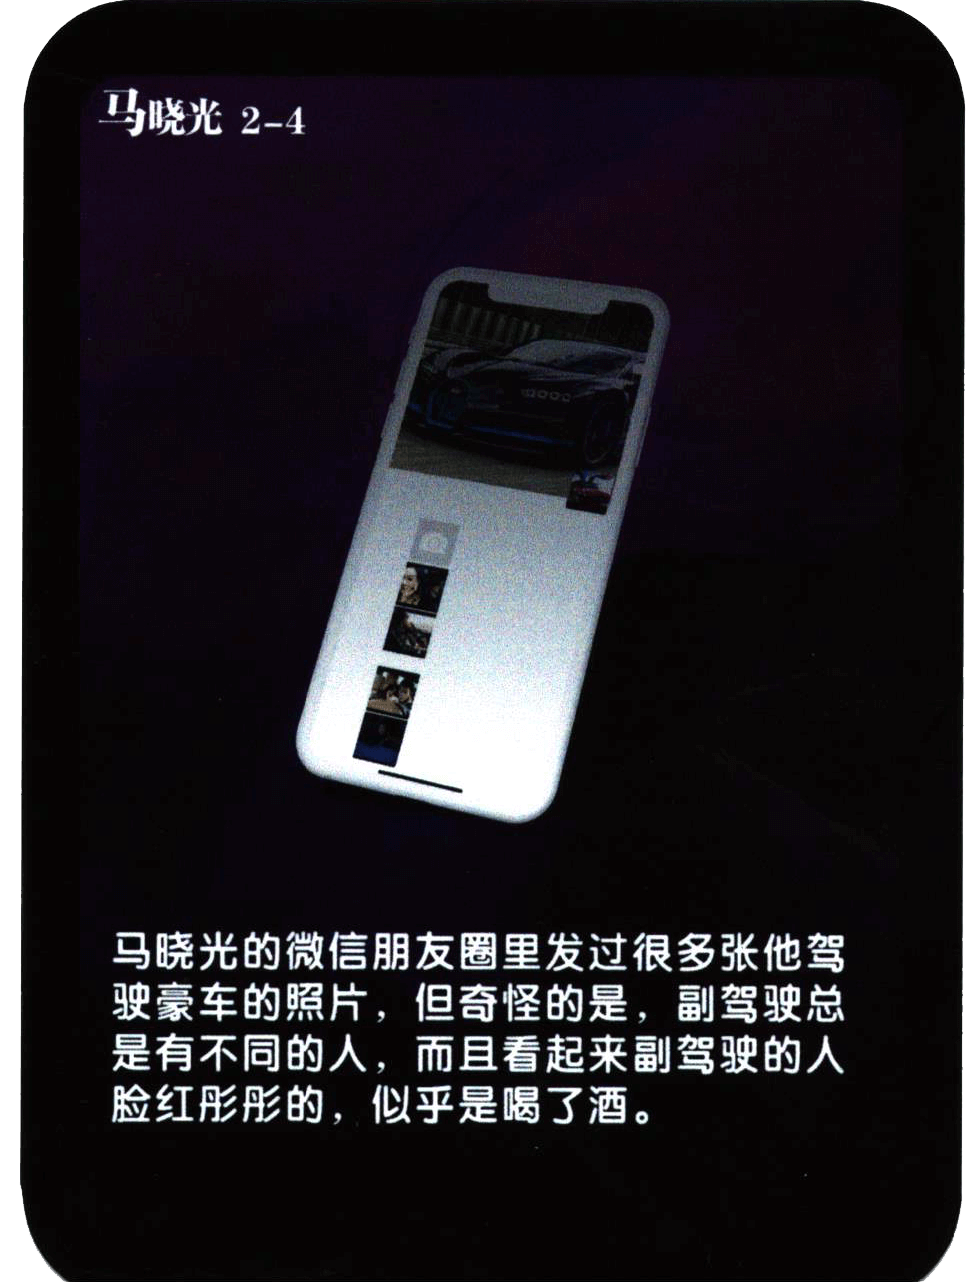 马晓光 2-4
马晓光的微信朋友圈里发过很多张他驾
驶豪车的照片，但奇怪的是，副驾驶总
是有不同的人，而且看起来副驾驶的人
脸红彤彤的，似乎是喝了酒。